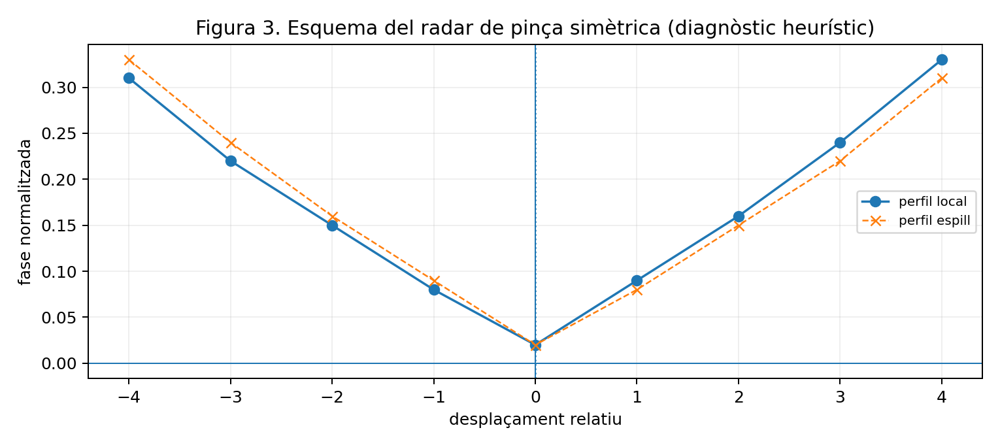 Figura 3. Esquema del radar de pinça simètrica (diagnòstic heurístic)
fase normalitzada
0.30
0.25
0.20
0.15
0.10
0.05
0.00
perfil local
perfil espill
−4 −3 −2 −1 0 1 2 3 4
desplaçament relatiu